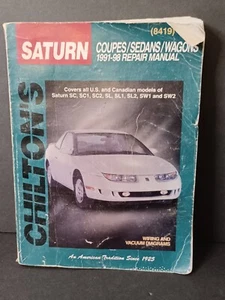 (8419)
SATURN
COUPES/SEDANS/WAGONS
1991-98 REPAIR MANUAL
Covers all U.S. and Canadian models of
Saturn SC, SC1, SC2, SL, SL1, SL2, SW1 and SW2
CHILTON'S
WIRING AND
VACUUM DIAGRAMS
An American Tradition Since 1925